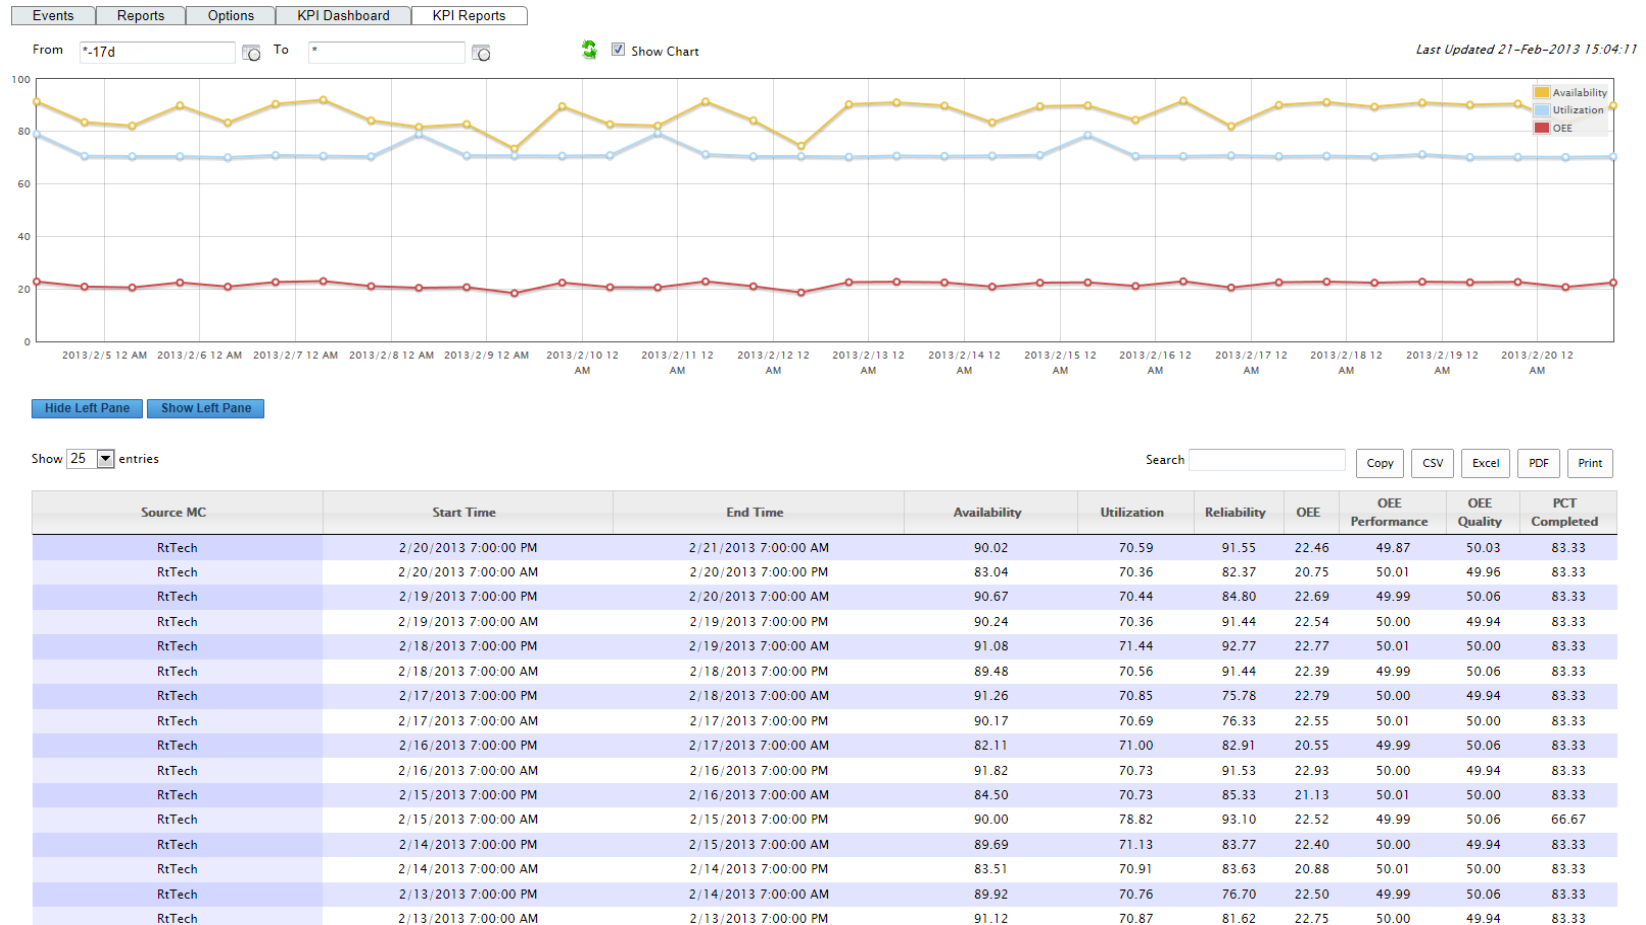 Events Reports Options KPI Dashboard KPI Reports
From *-17d To * Show Chart Last Updated 21-Feb-2013 15:04:11
100
80
60
40
20
0
Availability
Utilization
OEE
2013/2/5 12 AM 2013/2/6 12 AM 2013/2/7 12 AM 2013/2/8 12 AM 2013/2/9 12 AM 2013/2/10 12 AM 2013/2/11 12 AM 2013/2/12 12 AM 2013/2/13 12 AM 2013/2/14 12 AM 2013/2/15 12 AM 2013/2/16 12 AM 2013/2/17 12 AM 2013/2/18 12 AM 2013/2/19 12 AM 2013/2/20 12 AM
Hide Left Pane Show Left Pane
Show 25 entries Search Copy CSV Excel PDF Print
Source MC Start Time End Time Availability Utilization Reliability OEE OEE Performance OEE Quality PCT Completed
RtTech 2/20/2013 7:00:00 PM 2/21/2013 7:00:00 AM 90.02 70.59 91.55 22.46 49.87 50.03 83.33
RtTech 2/20/2013 7:00:00 AM 2/20/2013 7:00:00 PM 83.04 70.36 82.37 20.75 50.01 49.96 83.33
RtTech 2/19/2013 7:00:00 PM 2/20/2013 7:00:00 AM 90.67 70.44 84.80 22.69 49.99 50.06 83.33
RtTech 2/19/2013 7:00:00 AM 2/19/2013 7:00:00 PM 90.24 70.36 91.44 22.54 50.00 49.94 83.33
RtTech 2/18/2013 7:00:00 PM 2/19/2013 7:00:00 AM 91.08 71.44 92.77 22.77 50.01 50.00 83.33
RtTech 2/18/2013 7:00:00 AM 2/18/2013 7:00:00 PM 89.48 70.56 91.44 22.39 49.99 50.06 83.33
RtTech 2/17/2013 7:00:00 PM 2/18/2013 7:00:00 AM 91.26 70.85 75.78 22.79 50.00 49.94 83.33
RtTech 2/17/2013 7:00:00 AM 2/17/2013 7:00:00 PM 90.17 70.69 76.33 22.55 50.01 50.00 83.33
RtTech 2/16/2013 7:00:00 PM 2/17/2013 7:00:00 AM 82.11 71.00 82.91 20.55 49.99 50.06 83.33
RtTech 2/16/2013 7:00:00 AM 2/16/2013 7:00:00 PM 91.82 70.73 91.53 22.93 50.00 49.94 83.33
RtTech 2/15/2013 7:00:00 PM 2/16/2013 7:00:00 AM 84.50 70.73 85.33 21.13 50.01 50.00 83.33
RtTech 2/15/2013 7:00:00 AM 2/15/2013 7:00:00 PM 90.00 78.82 93.10 22.52 49.99 50.06 66.67
RtTech 2/14/2013 7:00:00 PM 2/15/2013 7:00:00 AM 89.69 71.13 83.77 22.40 50.00 49.94 83.33
RtTech 2/14/2013 7:00:00 AM 2/14/2013 7:00:00 PM 83.51 70.91 83.63 20.88 50.01 50.00 83.33
RtTech 2/13/2013 7:00:00 PM 2/14/2013 7:00:00 AM 89.92 70.76 76.70 22.50 49.99 50.06 83.33
RtTech 2/13/2013 7:00:00 AM 2/13/2013 7:00:00 PM 91.12 70.87 81.62 22.75 50.00 49.94 83.33